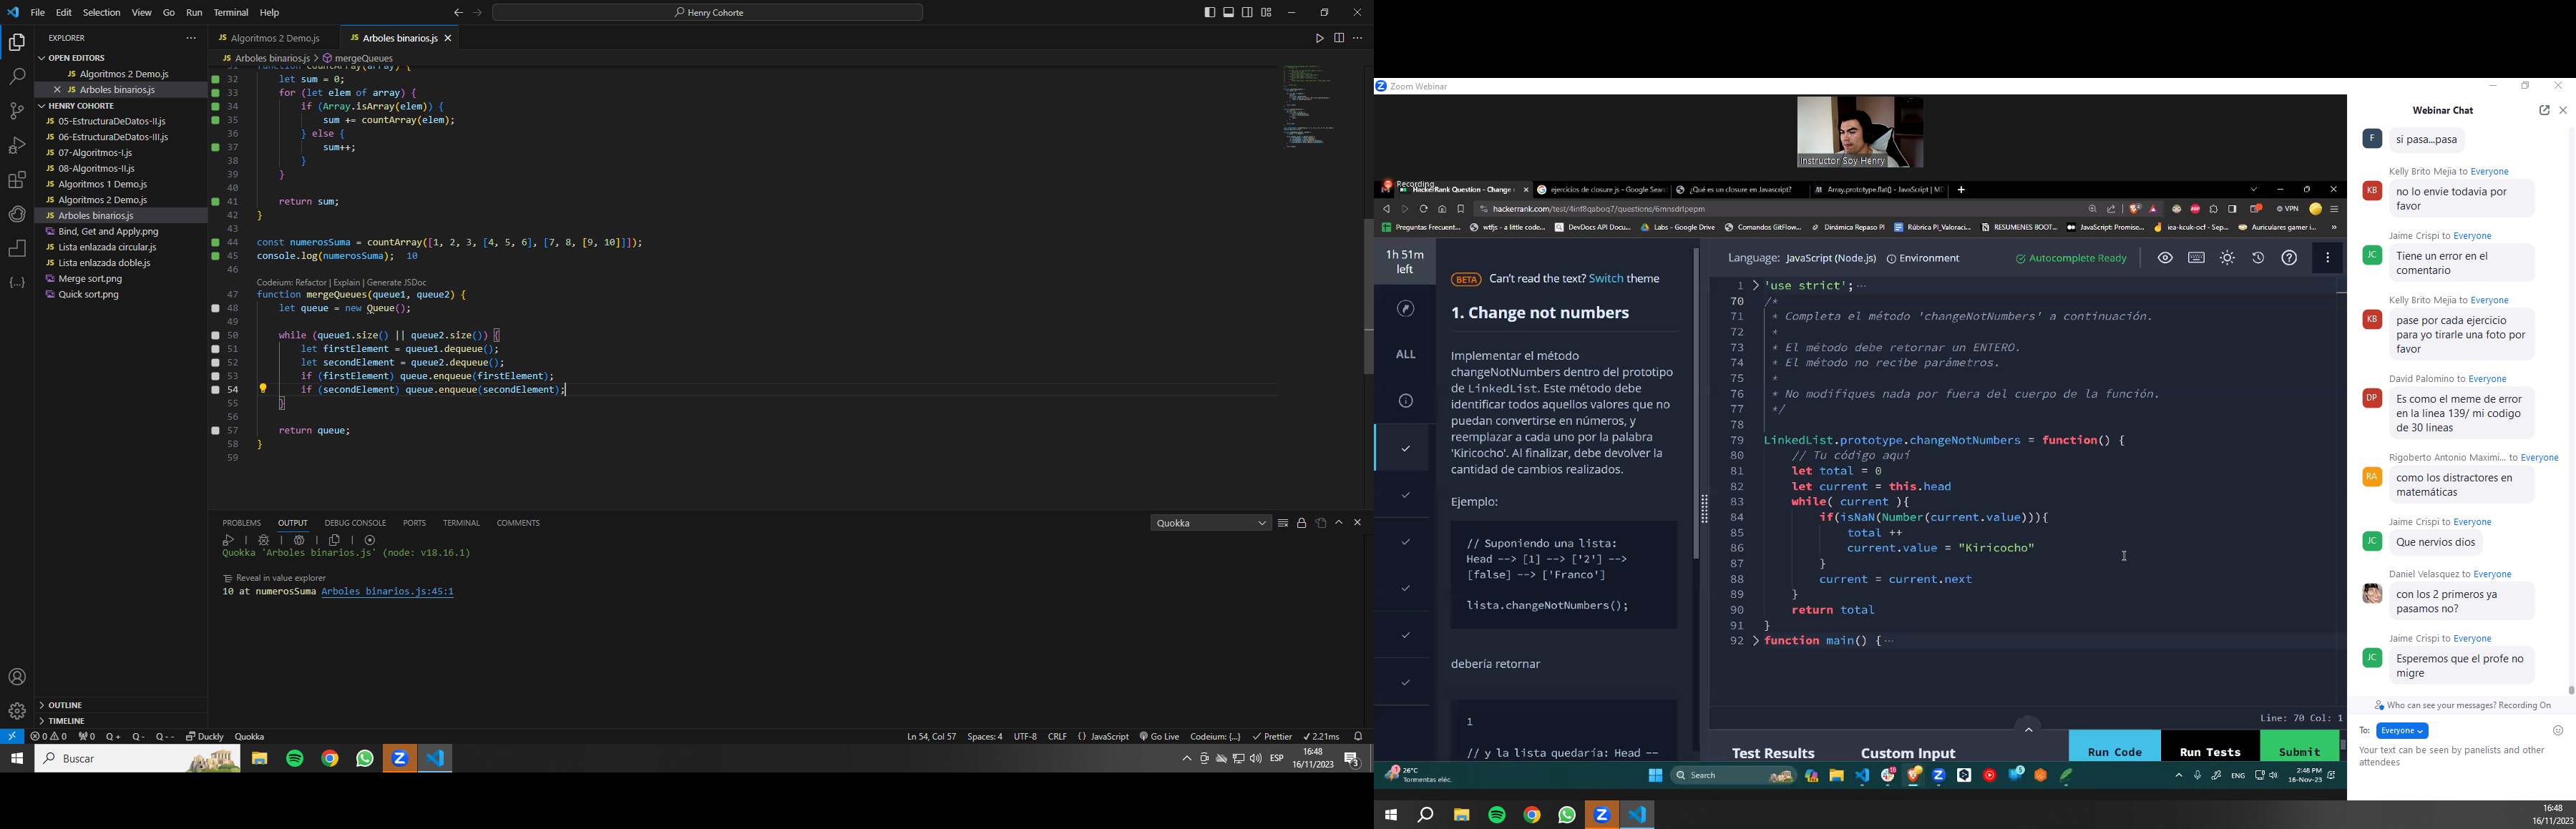 File Edit Selection View Go Run Terminal Help
Henry Cohorte
EXPLORER
OPEN EDITORS
JS Algoritmos 2 Demo.js
JS Arboles binarios.js
HENRY COHORTE
JS 05-EstructuraDeDatos-II.js
JS 06-EstructuraDeDatos-III.js
JS 07-Algoritmos-I.js
JS 08-Algoritmos-II.js
JS Algoritmos 1 Demo.js
JS Algoritmos 2 Demo.js
JS Arboles binarios.js
Bind, Get and Apply.png
JS Lista enlazada circular.js
JS Lista enlazada doble.js
Merge sort.png
Quick sort.png
OUTLINE
TIMELINE
JS Algoritmos 2 Demo.js
JS Arboles binarios.js
JS Arboles binarios.js > mergeQueues
31 function countArray(array) {
32 let sum = 0;
33 for (let elem of array) {
34 if (Array.isArray(elem)) {
35 sum += countArray(elem);
36 } else {
37 sum++;
38 }
39 }
40
41 return sum;
42 }
43
44 const numerosSuma = countArray([1, 2, 3, [4, 5, 6], [7, 8, [9, 10]]]);
45 console.log(numerosSuma); 10
46
Codeium: Refactor | Explain | Generate JSDoc
47 function mergeQueues(queue1, queue2) {
48 let queue = new Queue();
49
50 while (queue1.size() || queue2.size()) {
51 let firstElement = queue1.dequeue();
52 let secondElement = queue2.dequeue();
53 if (firstElement) queue.enqueue(firstElement);
54 if (secondElement) queue.enqueue(secondElement);
55 }
56
57 return queue;
58 }
59
PROBLEMS OUTPUT DEBUG CONSOLE PORTS TERMINAL COMMENTS
Quokka
Quokka 'Arboles binarios.js' (node: v18.16.1)
Reveal in value explorer
10 at numerosSuma Arboles binarios.js:45:1
0 0 0 Q + Q - Q - - Duckly Quokka
Ln 54, Col 57 Spaces: 4 UTF-8 CRLF {} JavaScript Go Live Codeium: {...} Prettier 2.21ms
Buscar
ESP
16:48
16/11/2023
3
Zoom Webinar
Instructor Soy Henry
Recording
HackerRank Question - Change
ejercicios de closure js - Google Sear
¿Qué es un closure en Javascript?
Array.prototype.flat() - JavaScript | M
hackerrank.com/test/4inf8qaboq7/questions/6mnsdrlpepm
VPN
Preguntas Frecuent...
wtfjs - a little code...
DevDocs API Docu...
Labs - Google Drive
Comandos GitFlow...
Dinámica Repaso PI
Rúbrica PI_Valoraci...
RESUMENES BOOT...
JavaScript: Promise...
iea-kcuk-ocf - Sep...
Auriculares gamer i...
1h 51m
left
ALL
BETA Can't read the text? Switch theme
1. Change not numbers
Implementar el método
changeNotNumbers dentro del prototipo
de LinkedList. Este método debe
identificar todos aquellos valores que no
puedan convertirse en números, y
reemplazar a cada uno por la palabra
'Kiricocho'. Al finalizar, debe devolver la
cantidad de cambios realizados.
Ejemplo:
// Suponiendo una lista:
Head --> [1] --> ['2'] -->
[false] --> ['Franco']
lista.changeNotNumbers();
debería retornar
1
// y la lista quedaría: Head --
Language: JavaScript (Node.js) Environment
Autocomplete Ready
1 > 'use strict';···
70 /*
71 * Completa el método 'changeNotNumbers' a continuación.
72 *
73 * El método debe retornar un ENTERO.
74 * El método no recibe parámetros.
75 *
76 * No modifiques nada por fuera del cuerpo de la función.
77 */
78
79 LinkedList.prototype.changeNotNumbers = function() {
80 // Tu código aquí
81 let total = 0
82 let current = this.head
83 while( current ){
84 if(isNaN(Number(current.value))){
85 total ++
86 current.value = "Kiricocho"
87 }
88 current = current.next
89 }
90 return total
91 }
92 > function main() {···
Line: 70 Col: 1
Test Results Custom Input
Run Code Run Tests Submit
26°C
Tormentas eléc.
Search
ENG
2:48 PM
16-Nov-23
Webinar Chat
F
si pasa...pasa
Kelly Brito Mejia to Everyone
KB
no lo envie todavia por
favor
Jaime Crispi to Everyone
JC
Tiene un error en el
comentario
Kelly Brito Mejia to Everyone
KB
pase por cada ejercicio
para yo tirarle una foto por
favor
David Palomino to Everyone
DP
Es como el meme de error
en la linea 139/ mi codigo
de 30 lineas
Rigoberto Antonio Maximi... to Everyone
RA
como los distractores en
matemáticas
Jaime Crispi to Everyone
JC
Que nervios dios
Daniel Velasquez to Everyone
con los 2 primeros ya
pasamos no?
Jaime Crispi to Everyone
JC
Esperemos que el profe no
migre
Who can see your messages? Recording On
To: Everyone
Your text can be seen by panelists and other
attendees
16:48
16/11/2023